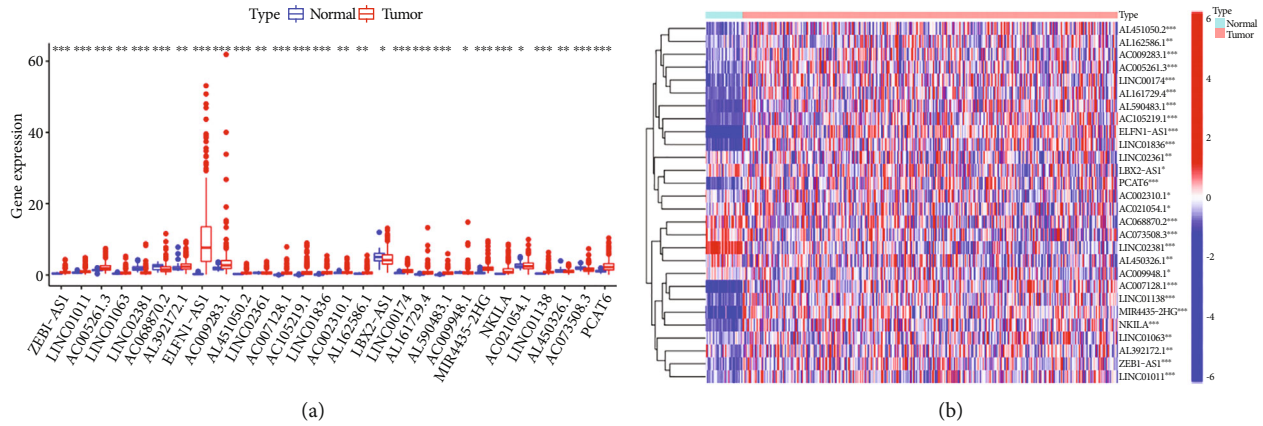 Type Normal Tumor
*** *** *** ** *** *** ** *** *** *** ** *** *** *** ** ** * *** *** *** * *** *** * *** ** *** ***
Gene expression
60
40
20
0
ZEB1-AS1
LINC01011
AC005261.3
LINC01063
LINC02381
AC068870.2
AL392172.1
ELFN1-AS1
AC009283.1
AL451050.2
LINC02361
AC007128.1
AC105219.1
LINC01836
AC002310.1
AL162586.1
LBX2-AS1
LINC00174
AL161729.4
AL590483.1
AC009948.1
MIR4435-2HG
NKILA
AC021054.1
LINC01138
AL450326.1
AC073508.3
PCAT6
(a)
Type
AL451050.2***
AL162586.1**
AC009283.1***
AC005261.3***
LINC00174***
AL161729.4***
AL590483.1***
AC105219.1***
ELFN1-AS1***
LINC01836***
LINC02361**
LBX2-AS1*
PCAT6***
AC002310.1*
AC021054.1*
AC068870.2***
AC073508.3***
LINC02381***
AL450326.1**
AC009948.1*
AC007128.1***
LINC01138***
MIR4435-2HG***
NKILA***
LINC01063**
AL392172.1**
ZEB1-AS1***
LINC01011***
6
4
2
0
-2
-4
-6
Type
Normal
Tumor
(b)